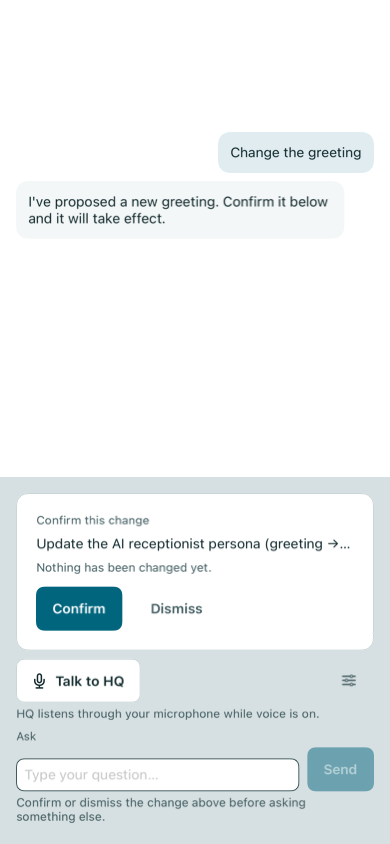 Change the greeting
I've proposed a new greeting. Confirm it below
and it will take effect.
Confirm this change
Update the AI receptionist persona (greeting →...
Nothing has been changed yet.
Confirm
Dismiss
Talk to HQ
HQ listens through your microphone while voice is on.
Ask
Type your question...
Send
Confirm or dismiss the change above before asking
something else.